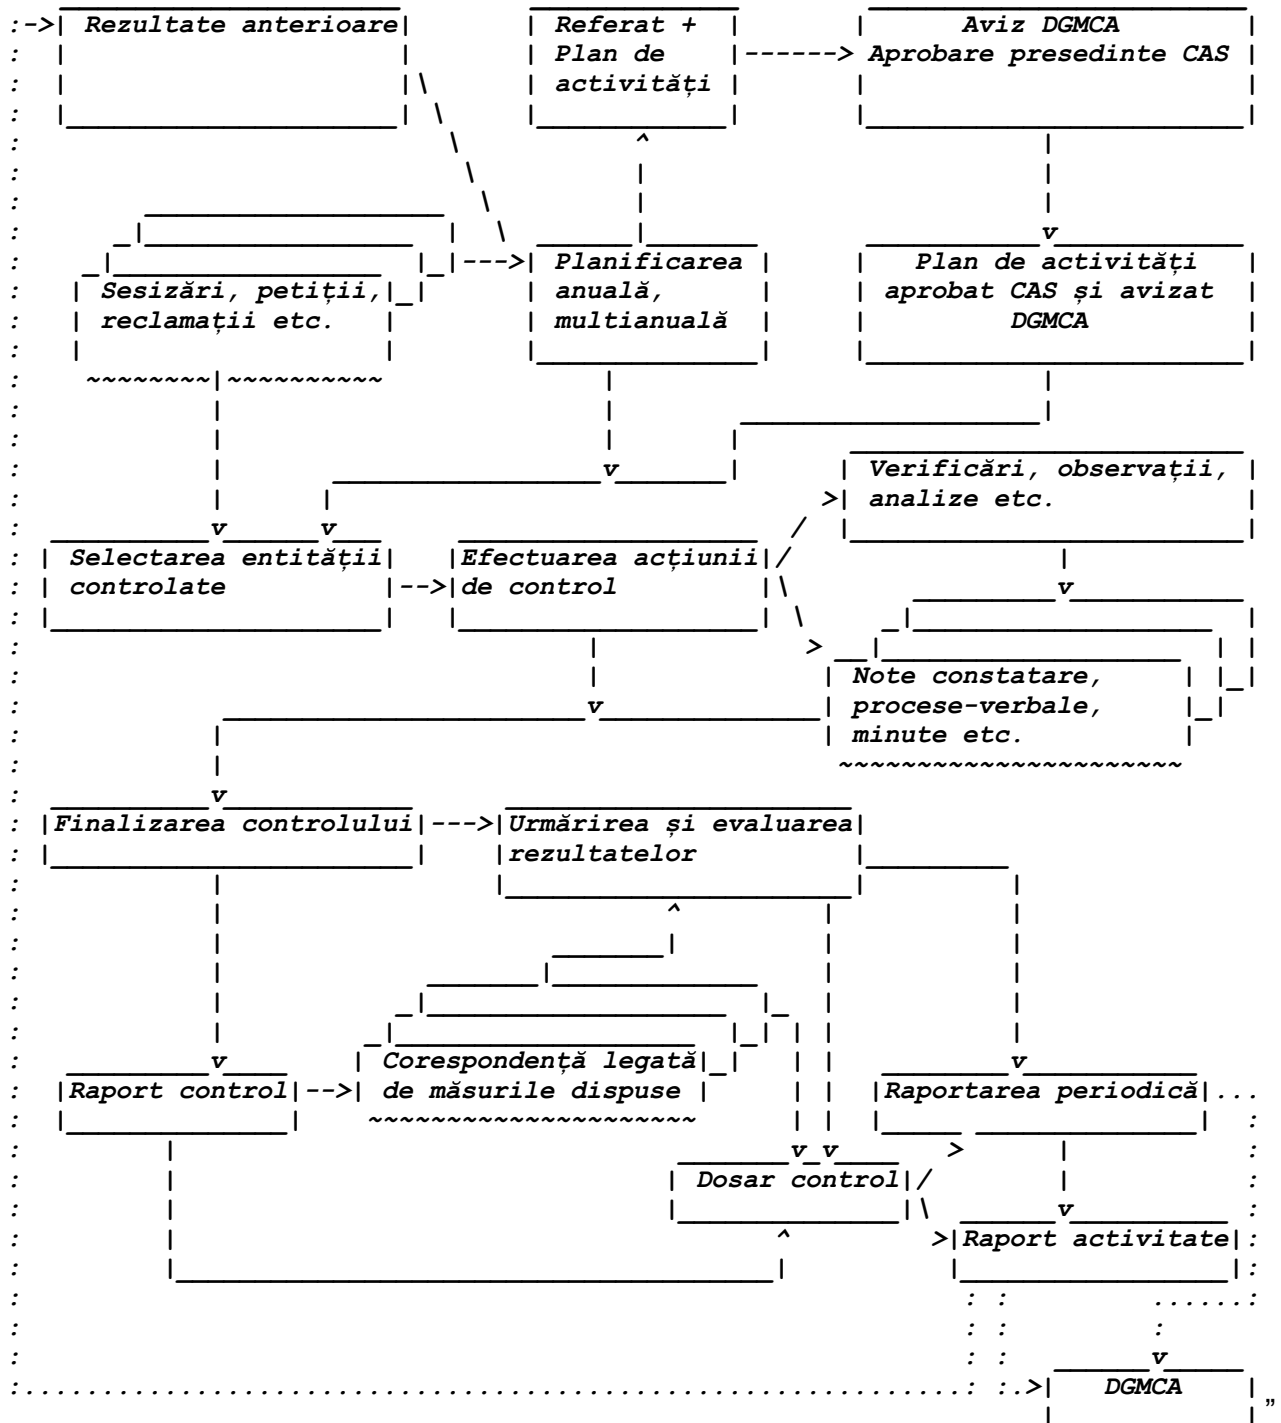 Rezultate anterioare
Referat +
Plan de
activități
Aviz DGMCA
Aprobare presedinte CAS
Sesizări, petiții,
reclamații etc.
Planificarea
anuală,
multianuală
Plan de activități
aprobat CAS și avizat
DGMCA
Verificări, observații,
analize etc.
Selectarea entității
controlate
Efectuarea acțiunii
de control
Note constatare,
procese-verbale,
minute etc.
Finalizarea controlului
Urmărirea și evaluarea
rezultatelor
Raport control
Corespondență legată
de măsurile dispuse
Raportarea periodică
Dosar control
Raport activitate
DGMCA
”